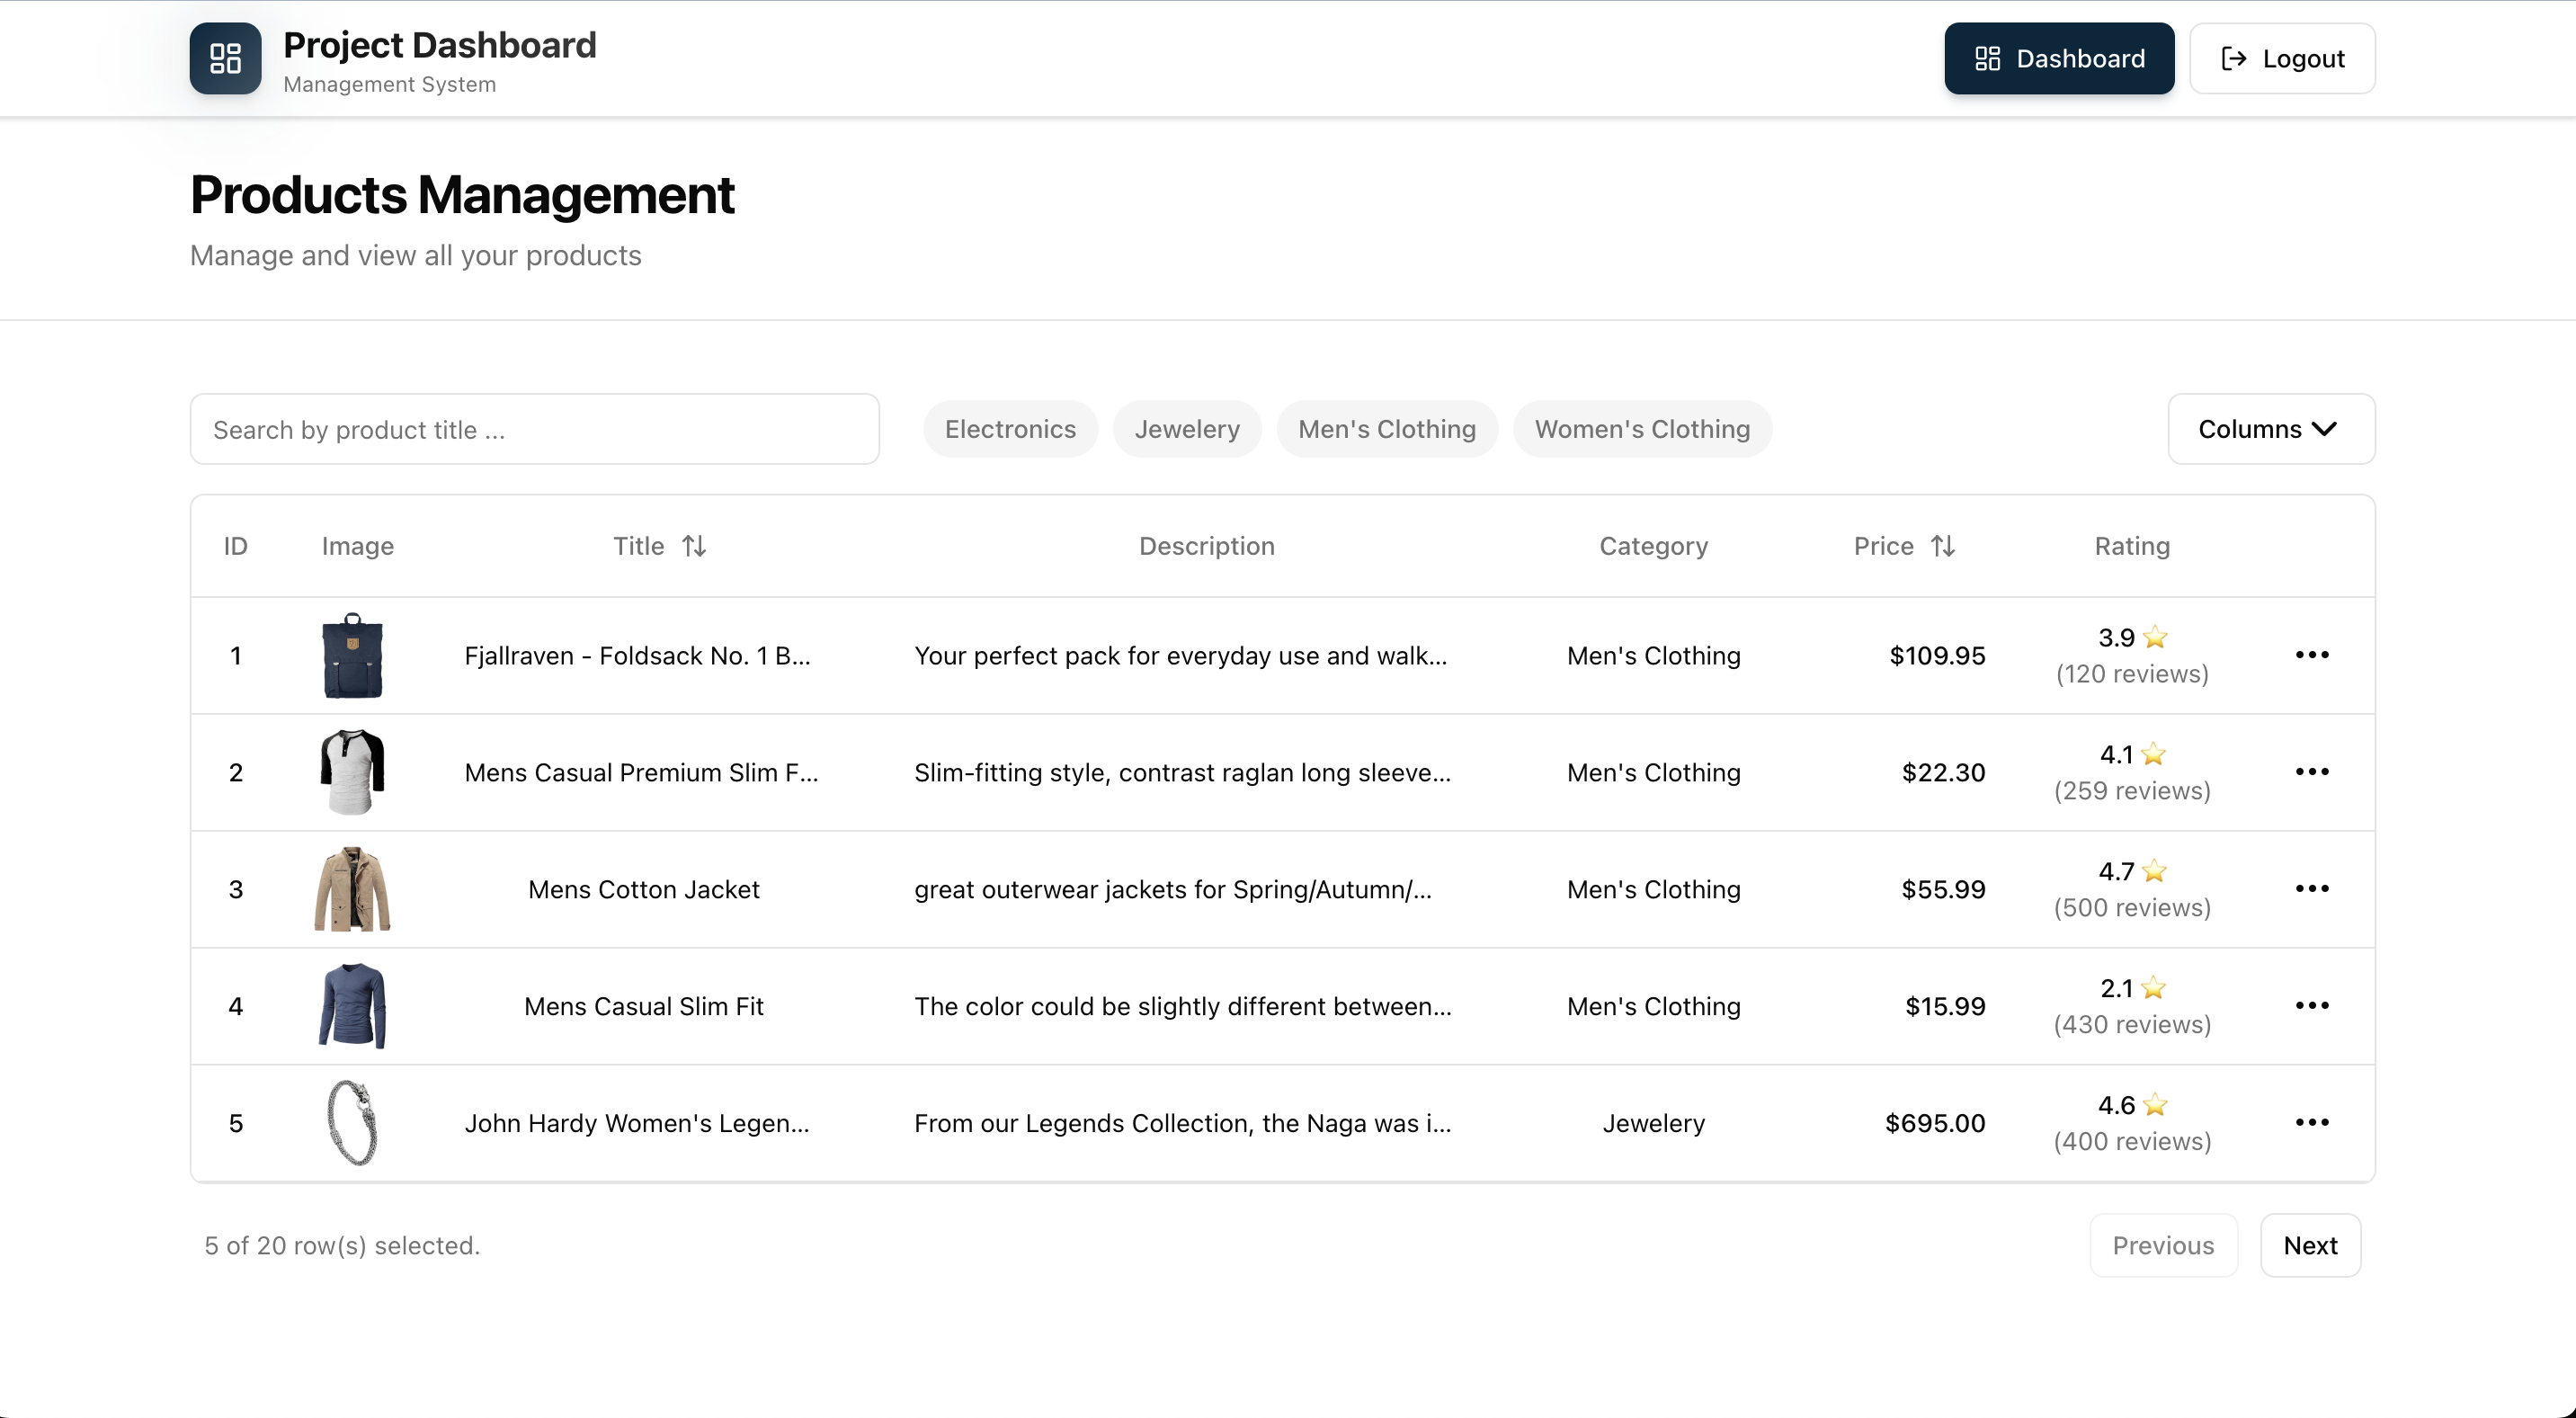 Project Dashboard
Management System
Dashboard
Logout
Products Management
Manage and view all your products
Search by product title ...
Electronics
Jewelery
Men's Clothing
Women's Clothing
Columns
ID Image Title Description Category Price Rating
1 Fjallraven - Foldsack No. 1 B... Your perfect pack for everyday use and walk... Men's Clothing $109.95 3.9
(120 reviews)
2 Mens Casual Premium Slim F... Slim-fitting style, contrast raglan long sleeve... Men's Clothing $22.30 4.1
(259 reviews)
3 Mens Cotton Jacket great outerwear jackets for Spring/Autumn/... Men's Clothing $55.99 4.7
(500 reviews)
4 Mens Casual Slim Fit The color could be slightly different between... Men's Clothing $15.99 2.1
(430 reviews)
5 John Hardy Women's Legen... From our Legends Collection, the Naga was i... Jewelery $695.00 4.6
(400 reviews)
5 of 20 row(s) selected.
Previous
Next